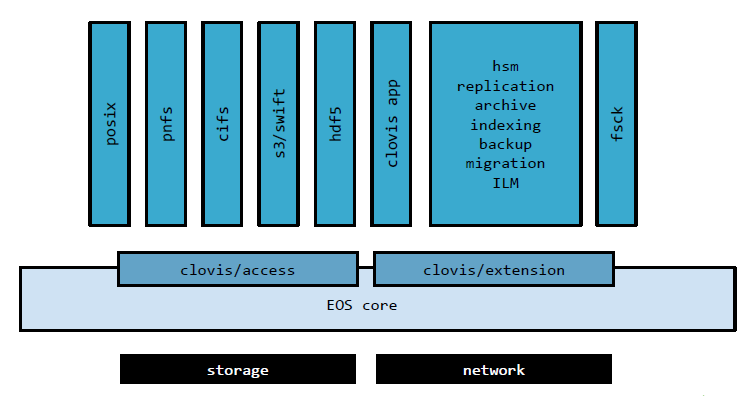 posix
pnfs
cifs
s3/swift
hdf5
clovis app
hsm
replication
archive
indexing
backup
migration
ILM
fsck
clovis/access
clovis/extension
EOS core
storage
network